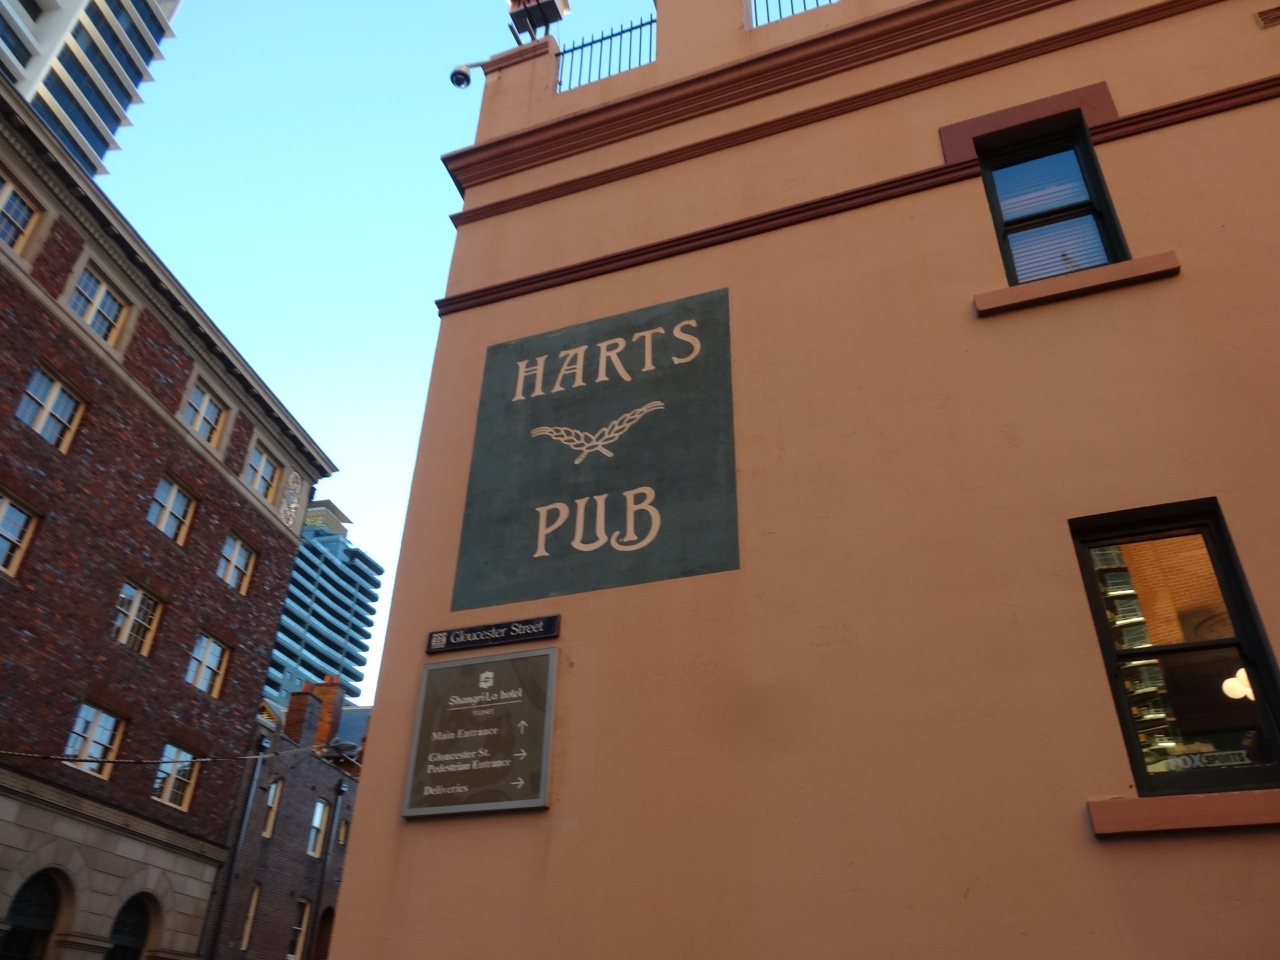 HARTS
PUB
Gloucester Street
Shangri-La hotel
SYDNEY
Main Entrance ↑
Gloucester St.
Pedestrian Entrance →
Deliveries →
FOX SPORTS